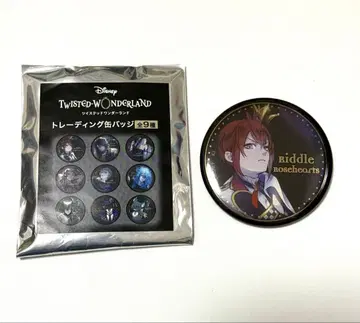 Disney
TWISTED-WONDERLAND
ツイステッドワンダーランド
トレーディング缶バッジ 全9種
Riddle
Rosehearts